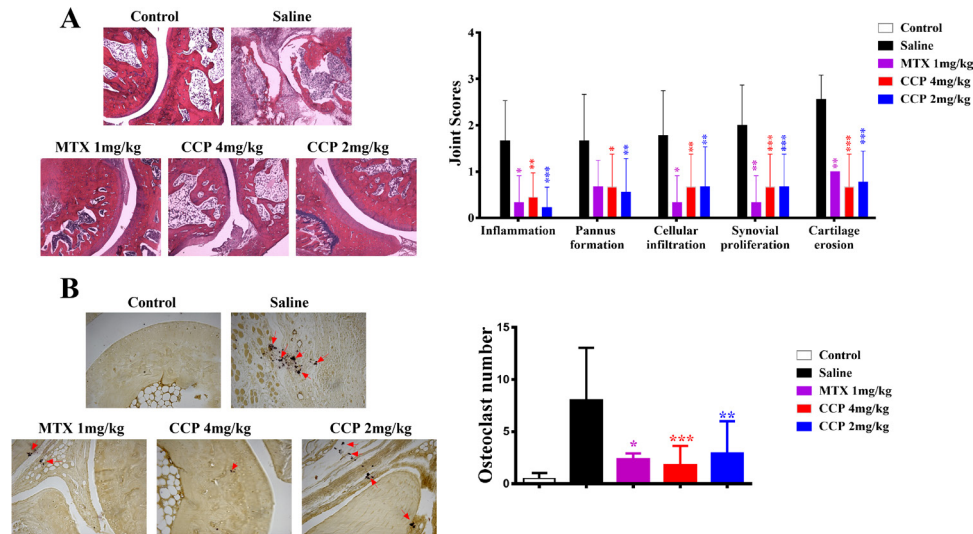 A
Control
Saline
MTX 1mg/kg
CCP 4mg/kg
CCP 2mg/kg
Joint Scores
4
3
2
1
0
*
**
***
*
**
*
**
**
**
***
***
**
***
***
Inflammation
Pannus
formation
Cellular
infiltration
Synovial
proliferation
Cartilage
erosion
Control
Saline
MTX 1mg/kg
CCP 4mg/kg
CCP 2mg/kg
B
Control
Saline
MTX 1mg/kg
CCP 4mg/kg
CCP 2mg/kg
Osteoclast number
15
10
5
0
*
***
**
Control
Saline
MTX 1mg/kg
CCP 4mg/kg
CCP 2mg/kg